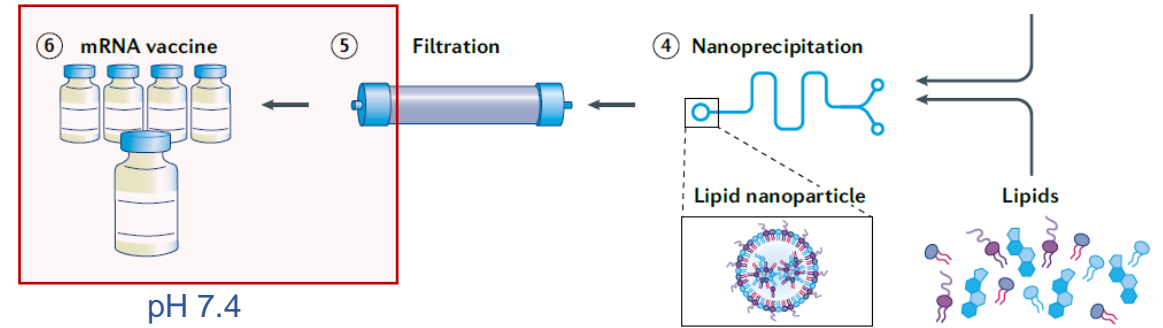 ⑥ mRNA vaccine
⑤ Filtration
④ Nanoprecipitation
Lipid nanoparticle
Lipids
pH 7.4